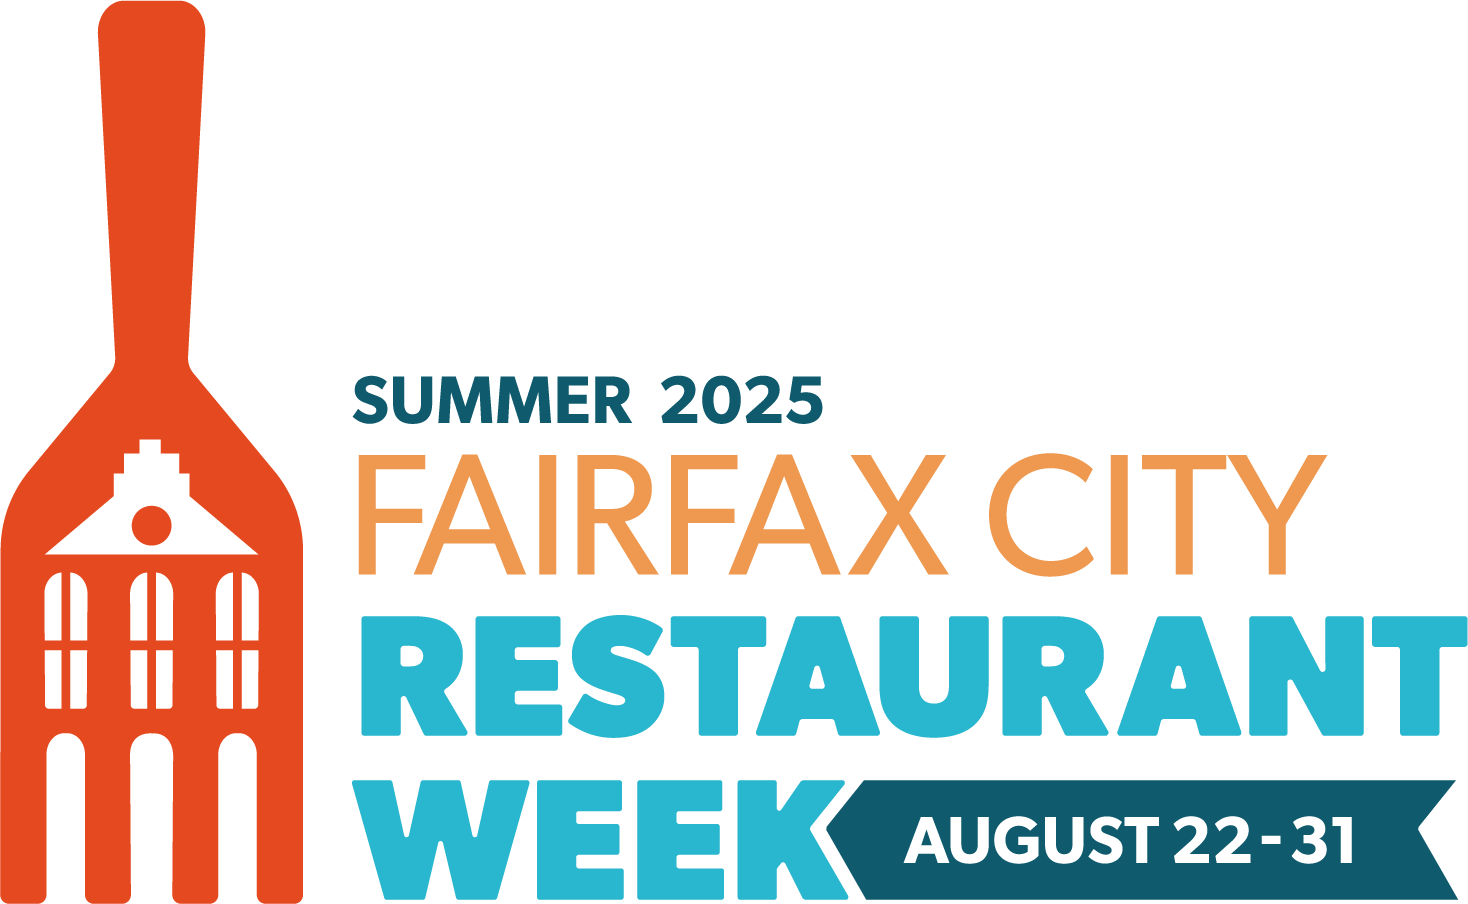 SUMMER 2025
FAIRFAX CITY
RESTAURANT
WEEK
AUGUST 22-31